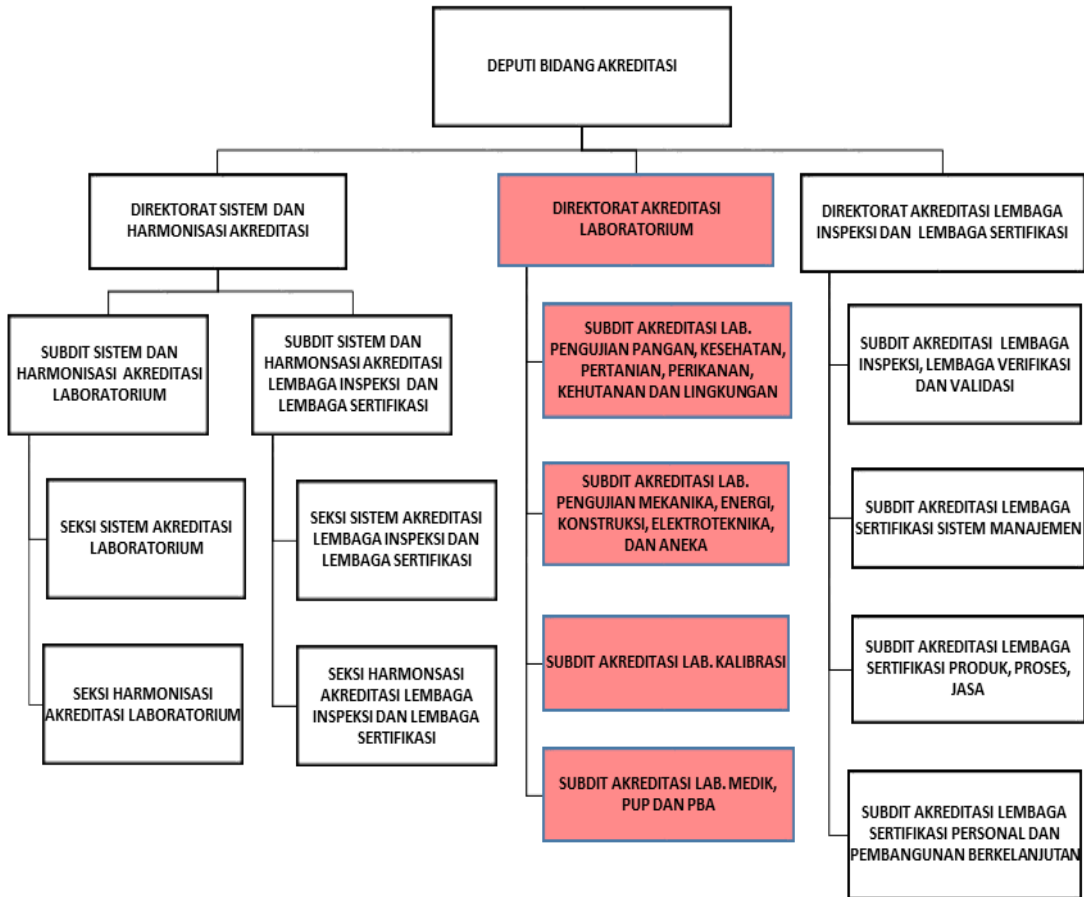 DEPUTI BIDANG AKREDITASI
DIREKTORAT SISTEM DAN
HARMONISASI AKREDITASI
DIREKTORAT AKREDITASI
LABORATORIUM
DIREKTORAT AKREDITASI LEMBAGA
INSPEKSI DAN LEMBAGA SERTIFIKASI
SUBDIT SISTEM DAN
HARMONISASI AKREDITASI
LABORATORIUM
SUBDIT SISTEM DAN
HARMONSASI AKREDITASI
LEMBAGA INSPEKSI DAN
LEMBAGA SERTIFIKASI
SUBDIT AKREDITASI LAB.
PENGUJIAN PANGAN, KESEHATAN,
PERTANIAN, PERIKANAN,
KEHUTANAN DAN LINGKUNGAN
SUBDIT AKREDITASI LEMBAGA
INSPEKSI, LEMBAGA VERIFIKASI
DAN VALIDASI
SEKSI SISTEM AKREDITASI
LABORATORIUM
SEKSI SISTEM AKREDITASI
LEMBAGA INSPEKSI DAN
LEMBAGA SERTIFIKASI
SUBDIT AKREDITASI LAB.
PENGUJIAN MEKANIKA, ENERGI,
KONSTRUKSI, ELEKTROTEKNIKA,
DAN ANEKA
SUBDIT AKREDITASI LEMBAGA
SERTIFIKASI SISTEM MANAJEMEN
SEKSI HARMONISASI
AKREDITASI LABORATORIUM
SEKSI HARMONSASI
AKREDITASI LEMBAGA
INSPEKSI DAN LEMBAGA
SERTIFIKASI
SUBDIT AKREDITASI LAB. KALIBRASI
SUBDIT AKREDITASI LEMBAGA
SERTIFIKASI PRODUK, PROSES,
JASA
SUBDIT AKREDITASI LAB. MEDIK,
PUP DAN PBA
SUBDIT AKREDITASI LEMBAGA
SERTIFIKASI PERSONAL DAN
PEMBANGUNAN BERKELANJUTAN